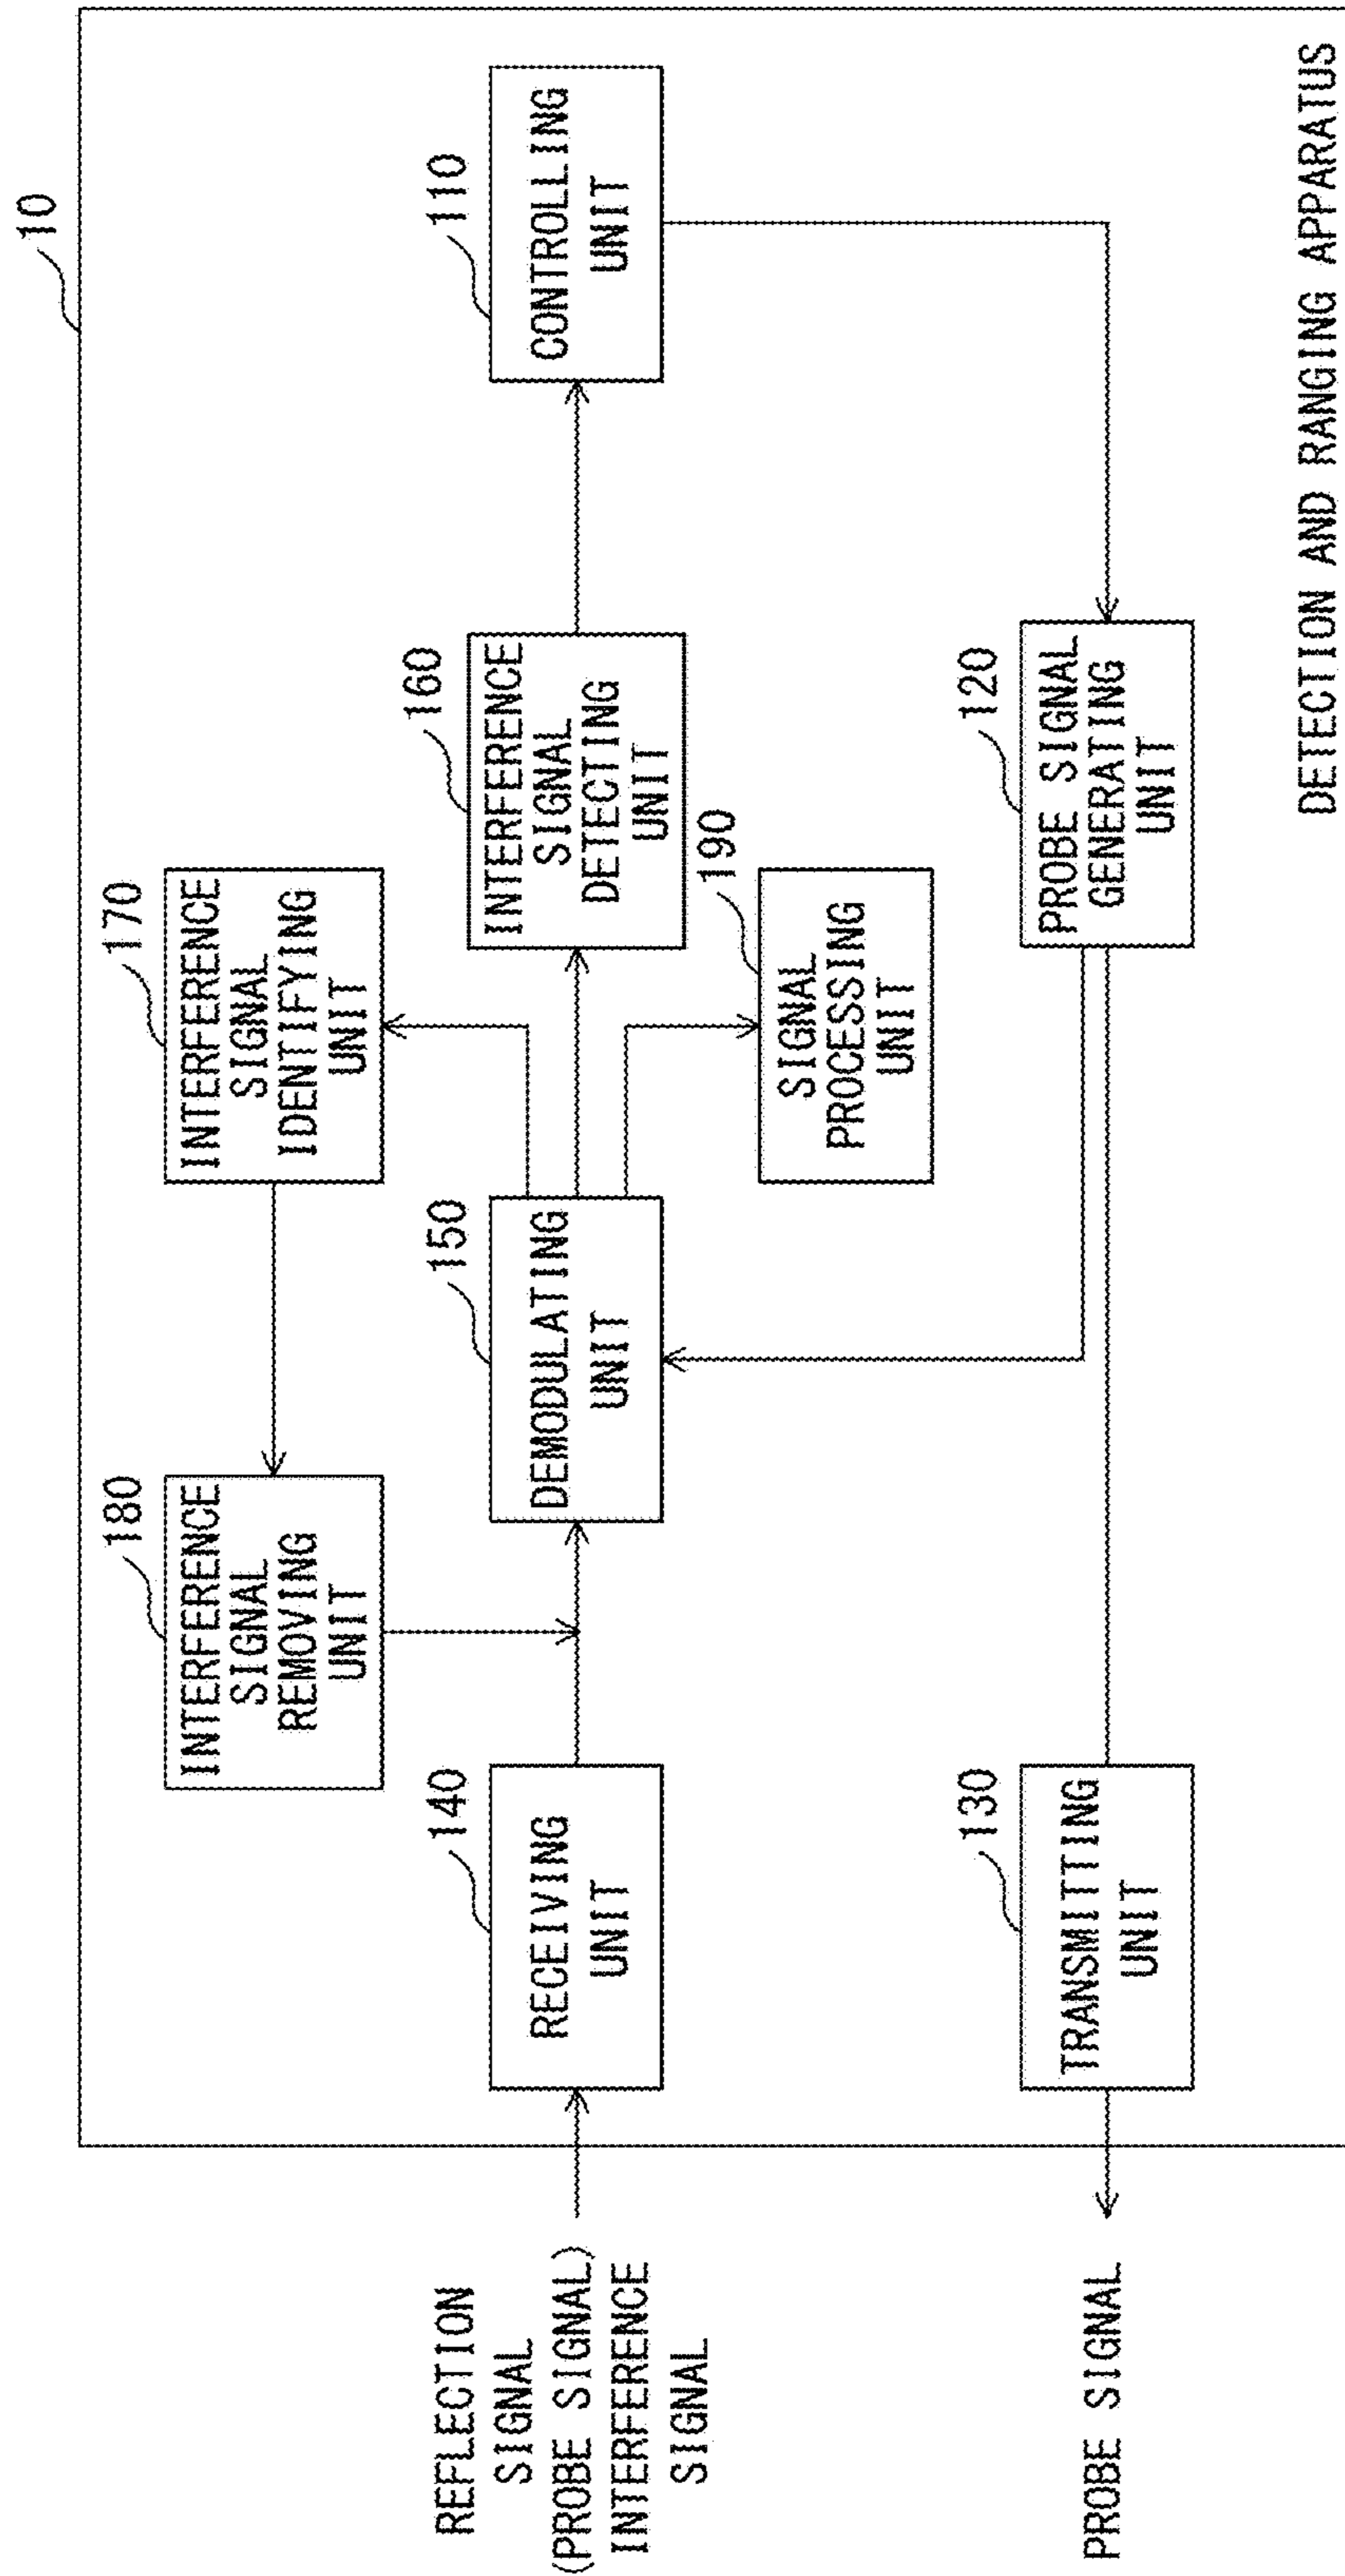 10
180
INTERFERENCE
SIGNAL
REMOVING
UNIT
170
INTERFERENCE
SIGNAL
IDENTIFYING
UNIT
REFLECTION
SIGNAL
(PROBE SIGNAL)
INTERFERENCE
SIGNAL
140
RECEIVING
UNIT
150
DEMODULATING
UNIT
160
INTERFERENCE
SIGNAL
DETECTING
UNIT
110
CONTROLLING
UNIT
190
SIGNAL
PROCESSING
UNIT
PROBE SIGNAL
130
TRANSMITTING
UNIT
120
PROBE SIGNAL
GENERATING
UNIT
DETECTION AND RANGING APPARATUS